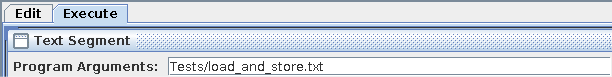 Edit Execute
Text Segment
Program Arguments: Tests/load_and_store.txt